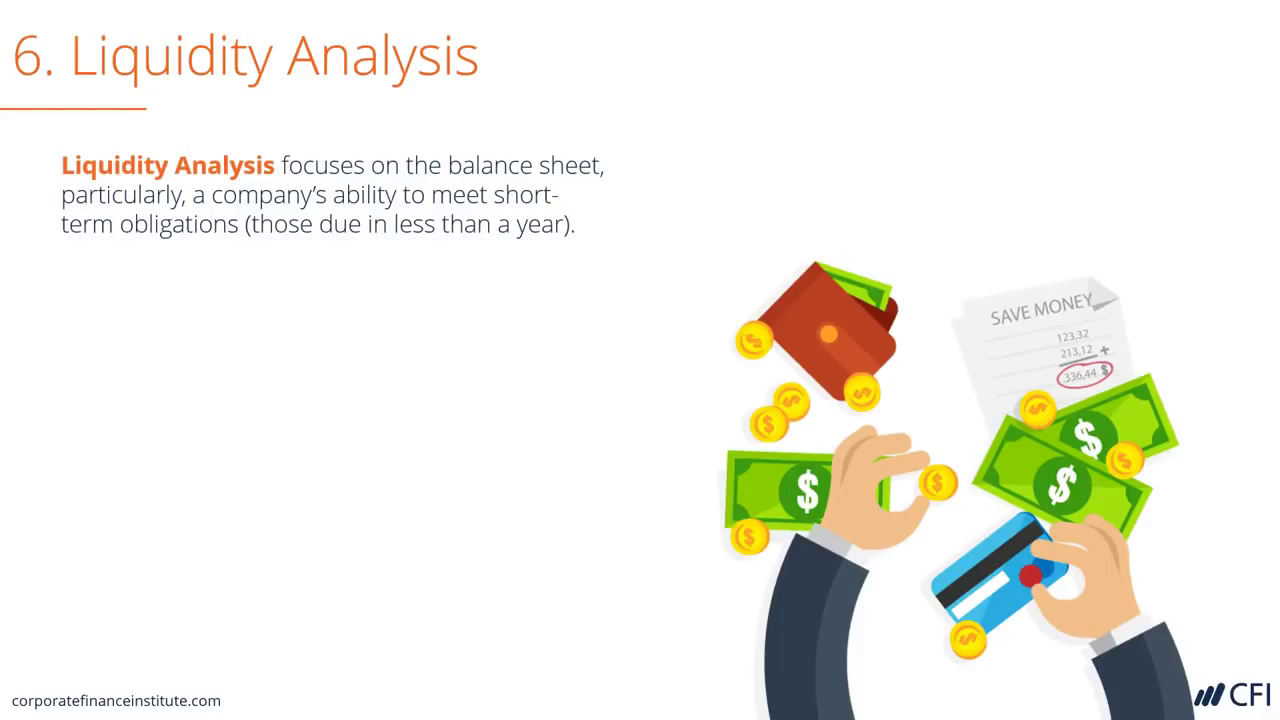 6. Liquidity Analysis
Liquidity Analysis focuses on the balance sheet,
particularly, a company's ability to meet short-
term obligations (those due in less than a year).
SAVE MONEY
123,32
213,12 +
336,44 $
$
$
$
$
$
$
$
$
$
$
$
$
corporatefinanceinstitute.com
CFI